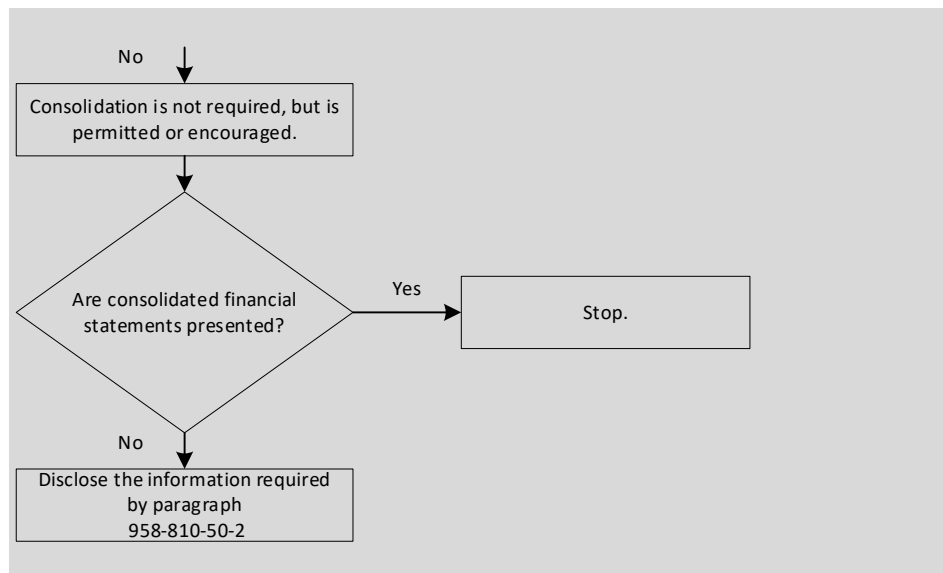 No
Consolidation is not required, but is
permitted or encouraged.
Are consolidated financial
statements presented?
Yes
Stop.
No
Disclose the information required
by paragraph
958-810-50-2